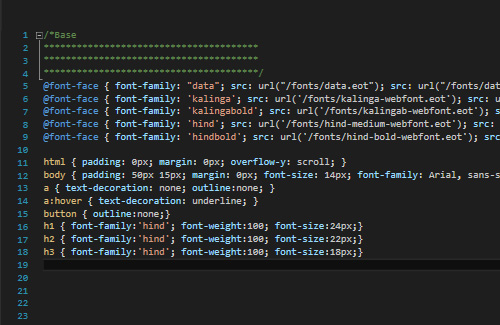 1 /*Base
2 ***************************************
3 ***************************************
4 ***************************************/
5 @font-face { font-family: "data"; src: url("/fonts/data.eot"); src: url("/fonts/dat
6 @font-face { font-family: 'kalinga'; src: url('/fonts/kalinga-webfont.eot'); src: u
7 @font-face { font-family: 'kalingabold'; src: url('/fonts/kalingab-webfont.eot'); s
8 @font-face { font-family: 'hind'; src: url('/fonts/hind-medium-webfont.eot'); src:
9 @font-face { font-family: 'hindbold'; src: url('/fonts/hind-bold-webfont.eot'); src
10
11 html { padding: 0px; margin: 0px; overflow-y: scroll; }
12 body { padding: 50px 15px; margin: 0px; font-size: 14px; font-family: Arial, sans-s
13 a { text-decoration: none; outline:none; }
14 a:hover { text-decoration: underline; }
15 button { outline:none;}
16 h1 { font-family:'hind'; font-weight:100; font-size:24px;}
17 h2 { font-family:'hind'; font-weight:100; font-size:22px;}
18 h3 { font-family:'hind'; font-weight:100; font-size:18px;}
19
20
21
22
23